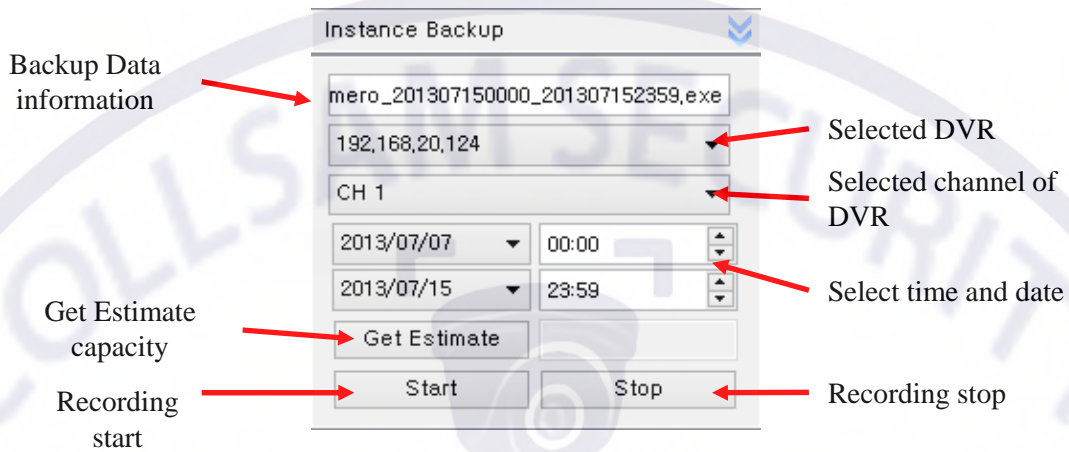 Instance Backup
Backup Data
information
mero_201307150000_201307152359,exe
192,168,20,124
Selected DVR
CH 1
Selected channel of
DVR
2013/07/07
00:00
2013/07/15
23:59
Select time and date
Get Estimate
capacity
Get Estimate
Recording
start
Start
Stop
Recording stop
COLLSAM SECURITY